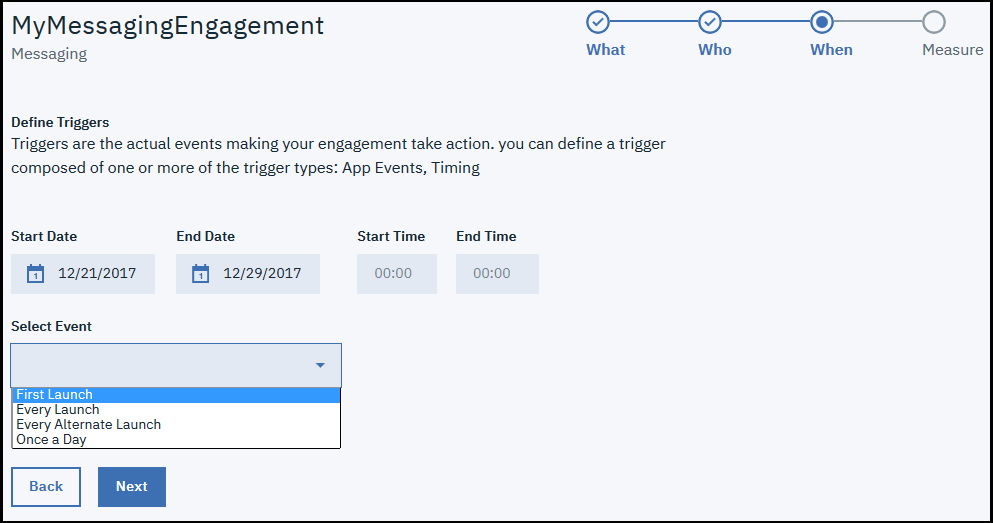 MyMessagingEngagement
Messaging
What
Who
When
Measure
Define Triggers
Triggers are the actual events making your engagement take action. you can define a trigger
composed of one or more of the trigger types: App Events, Timing
Start Date
End Date
Start Time
End Time
1
12/21/2017
1
12/29/2017
00:00
00:00
Select Event
First Launch
Every Launch
Every Alternate Launch
Once a Day
Back
Next